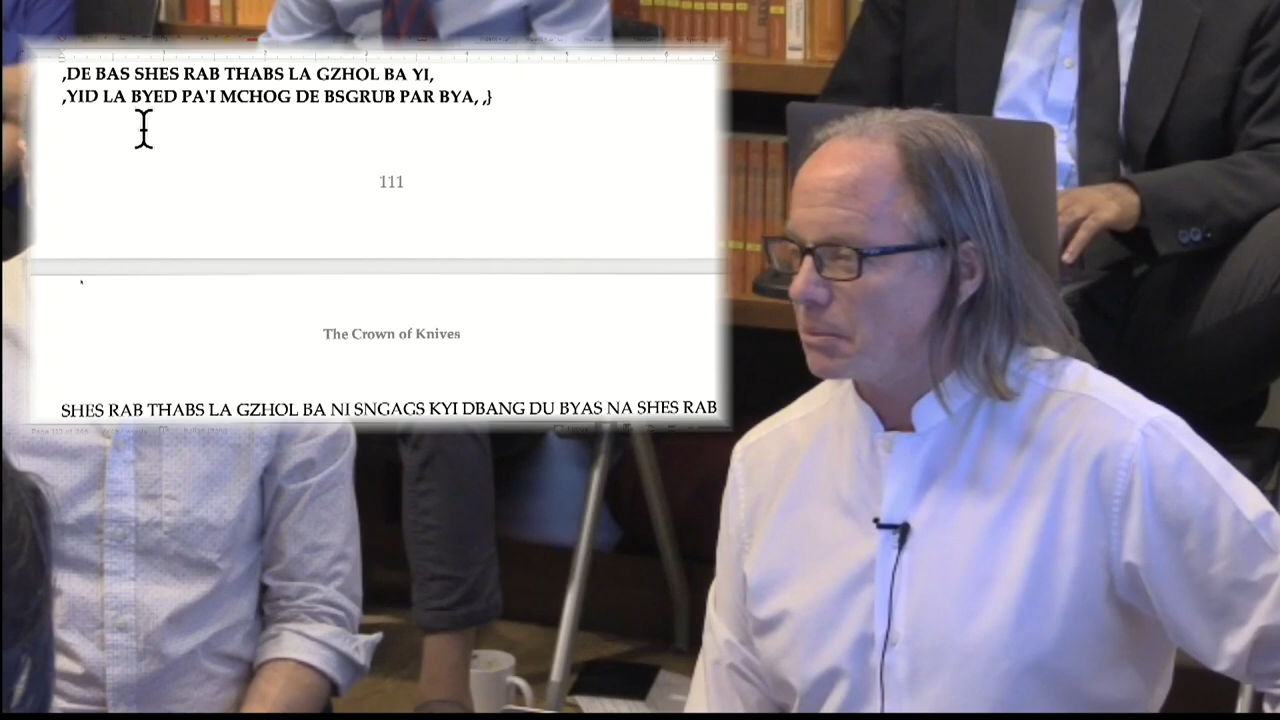 ,DE BAS SHES RAB THABS LA GZHOL BA YI,
,YID LA BYED PA'I MCHOG DE BSGRUB PAR BYA, ,}
111
The Crown of Knives
SHES RAB THABS LA GZHOL BA NI SNGAGS KYI DBANG DU BYAS NA SHES RAB